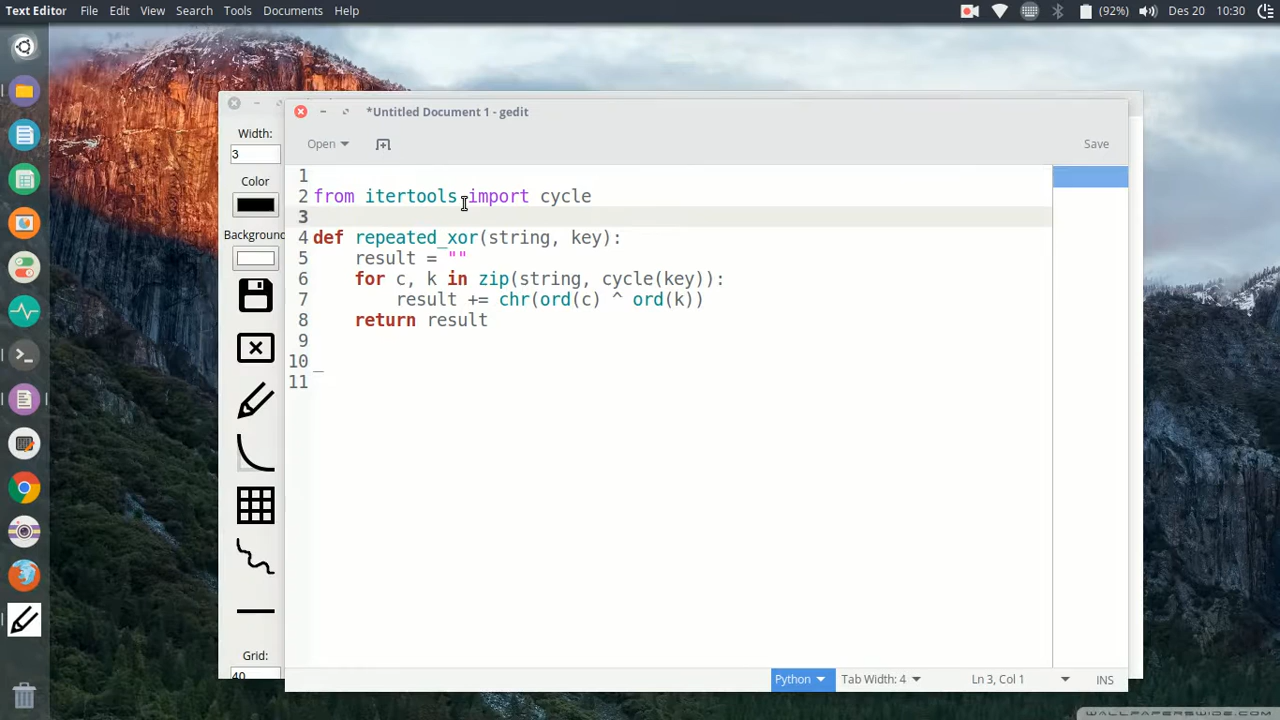 Text Editor File Edit View Search Tools Documents Help (92%) Des 20 10:30
*Untitled Document 1 - gedit
Open Save
Width:
3
Color
Background
Grid:
40
1
2 from itertools import cycle
3
4 def repeated_xor(string, key):
5     result = ""
6     for c, k in zip(string, cycle(key)):
7         result += chr(ord(c) ^ ord(k))
8     return result
9
10 _
11
Python Tab Width: 4 Ln 3, Col 1 INS
WALLPAPERSWIDE.COM